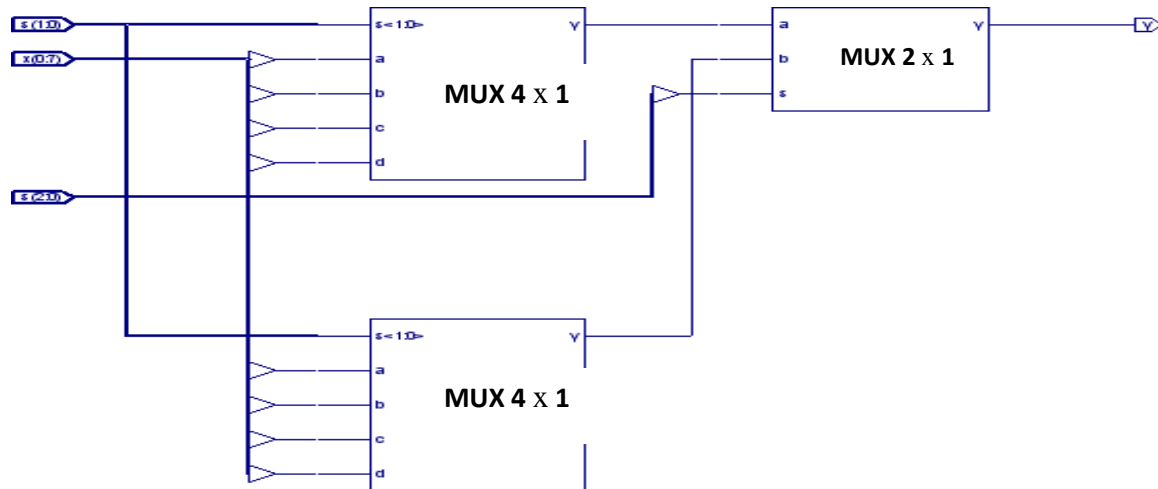 s(1:0)
x(0:7)
s(2:0)
s<1:0>
a
b
c
d
y
MUX 4 x 1
a
b
s
y
MUX 2 x 1
Y
s<1:0>
a
b
c
d
y
MUX 4 x 1